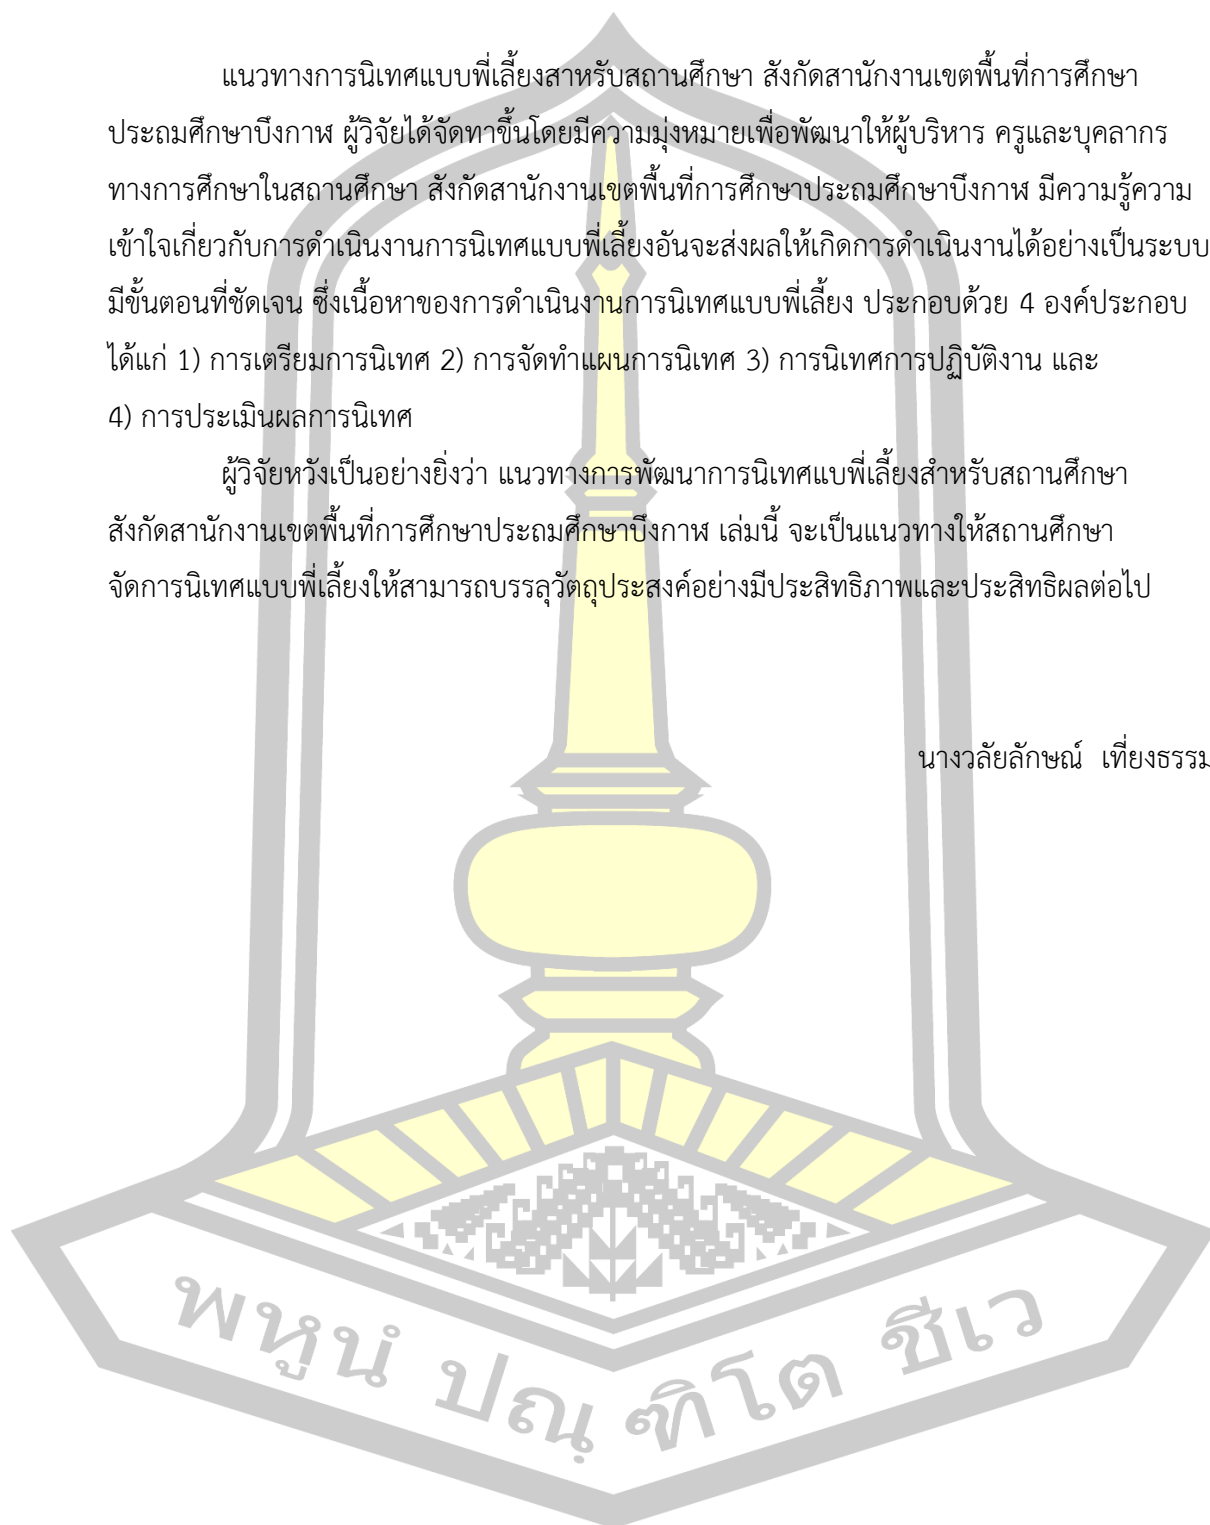 แนวทางการนิเทศแบบพี่เลี้ยงสาหรับสถานศึกษา สังกัดสานักงานเขตพื้นที่การศึกษา
ประถมศึกษาบึงกาฬ ผู้วิจัยได้จัดทาขึ้นโดยมีความมุ่งหมายเพื่อพัฒนาให้ผู้บริหาร ครูและบุคลากร
ทางการศึกษาในสถานศึกษา สังกัดสานักงานเขตพื้นที่การศึกษาประถมศึกษาบึงกาฬ มีความรู้ความ
เข้าใจเกี่ยวกับการดำเนินงานการนิเทศแบบพี่เลี้ยงอันจะส่งผลให้เกิดการดำเนินงานได้อย่างเป็นระบบ
มีขั้นตอนที่ชัดเจน ซึ่งเนื้อหาของการดำเนินงานการนิเทศแบบพี่เลี้ยง ประกอบด้วย 4 องค์ประกอบ
ได้แก่ 1) การเตรียมการนิเทศ 2) การจัดทำแผนการนิเทศ 3) การนิเทศการปฏิบัติงาน และ
4) การประเมินผลการนิเทศ
ผู้วิจัยหวังเป็นอย่างยิ่งว่า แนวทางการพัฒนาการนิเทศแบพี่เลี้ยงสำหรับสถานศึกษา
สังกัดสานักงานเขตพื้นที่การศึกษาประถมศึกษาบึงกาฬ เล่มนี้ จะเป็นแนวทางให้สถานศึกษา
จัดการนิเทศแบบพี่เลี้ยงให้สามารถบรรลุวัตถุประสงค์อย่างมีประสิทธิภาพและประสิทธิผลต่อไป
นางวลัยลักษณ์ เที่ยงธรรม
พหูนํ ปณฺ ฑิโต ชีเว